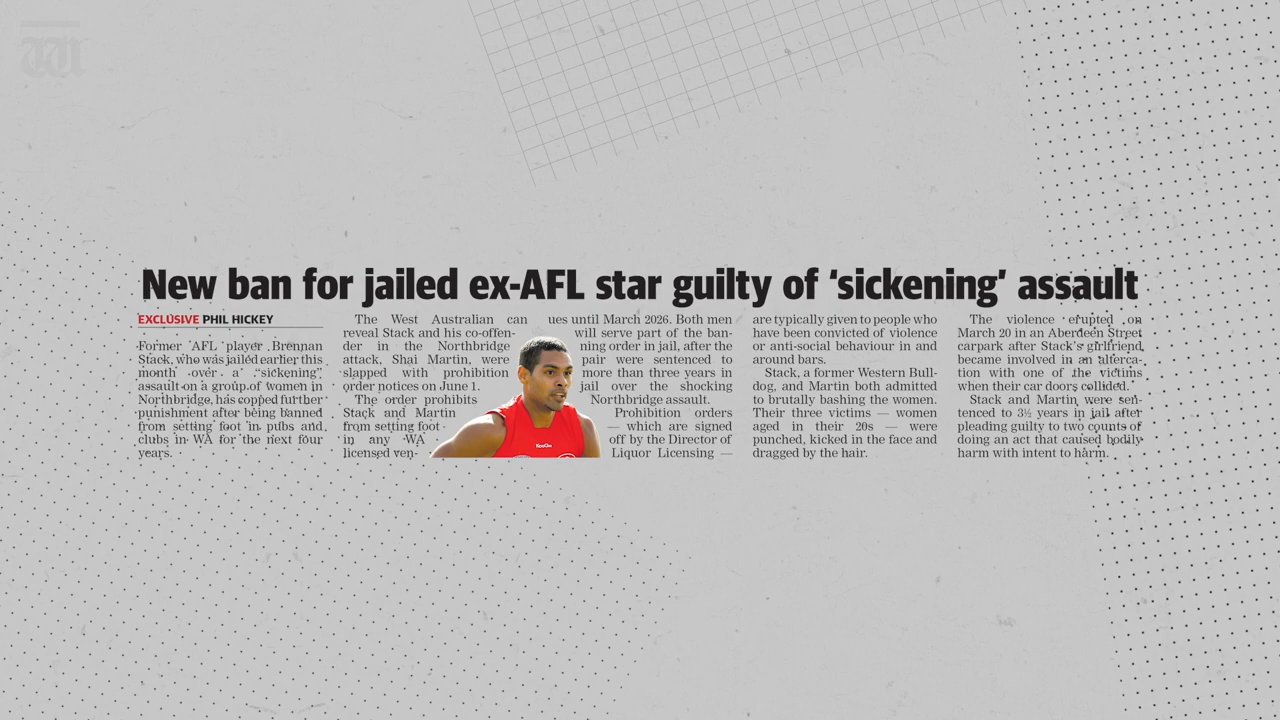 W
New ban for jailed ex-AFL star guilty of ‘sickening’ assault
EXCLUSIVE PHIL HICKEY
Former AFL player Brennan
Stack, who was jailed earlier this
month over a “sickening”
assault on a group of women in
Northbridge, has copped further
punishment after being banned
from setting foot in pubs and
clubs in WA for the next four
years.
The West Australian can
reveal Stack and his co-offen-
der in the Northbridge
attack, Shai Martin, were
slapped with prohibition
order notices on June 1.
The order prohibits
Stack and Martin
from setting foot
in any WA
licensed ven-
ues until March 2026. Both men
will serve part of the ban-
ning order in jail, after the
pair were sentenced to
more than three years in
jail over the shocking
Northbridge assault.
Prohibition orders
— which are signed
off by the Director of
Liquor Licensing —
KooGa
are typically given to people who
have been convicted of violence
or anti-social behaviour in and
around bars.
Stack, a former Western Bull-
dog, and Martin both admitted
to brutally bashing the women.
Their three victims — women
aged in their 20s — were
punched, kicked in the face and
dragged by the hair.
The violence erupted on
March 20 in an Aberdeen Street
carpark after Stack’s girlfriend
became involved in an alterca-
tion with one of the victims
when their car doors collided.
Stack and Martin were sen-
tenced to 3½ years in jail after
pleading guilty to two counts of
doing an act that caused bodily
harm with intent to harm.